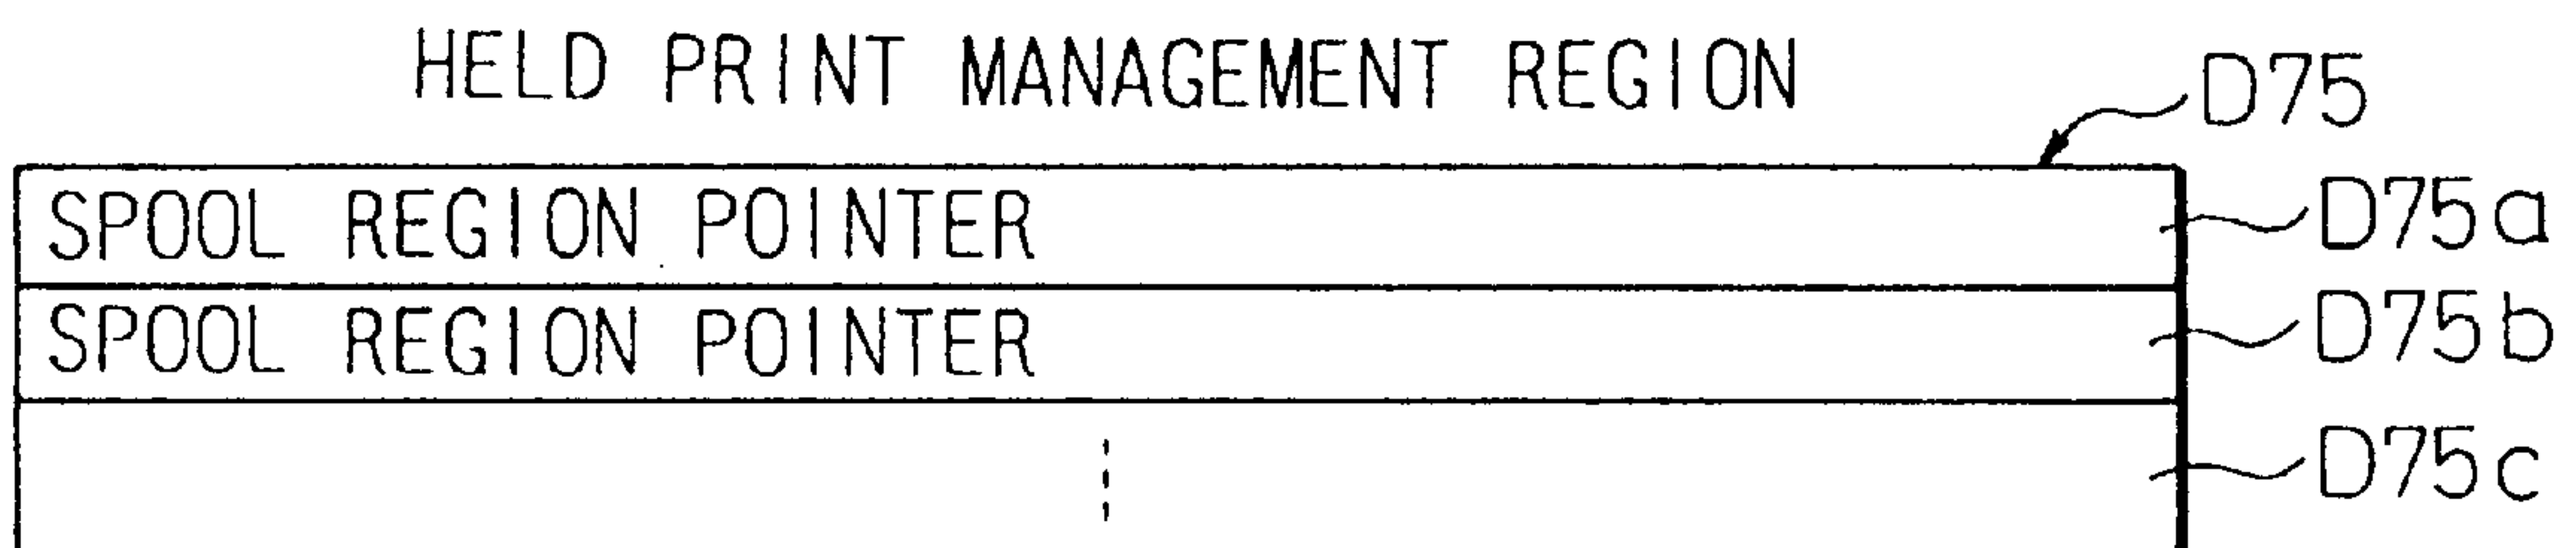 HELD PRINT MANAGEMENT REGION
D75
SPOOL REGION POINTER D75a
SPOOL REGION POINTER D75b
D75c